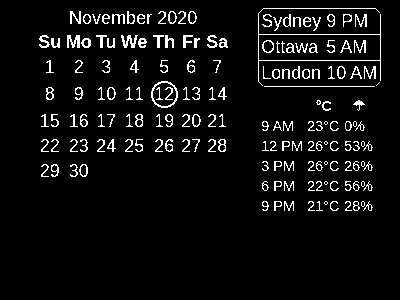 November 2020
Su Mo Tu We Th Fr Sa
1 2 3 4 5 6 7
8 9 10 11 12 13 14
15 16 17 18 19 20 21
22 23 24 25 26 27 28
29 30
Sydney 9 PM
Ottawa 5 AM
London 10 AM
°C ☂
9 AM 23°C 0%
12 PM 26°C 53%
3 PM 26°C 26%
6 PM 22°C 56%
9 PM 21°C 28%